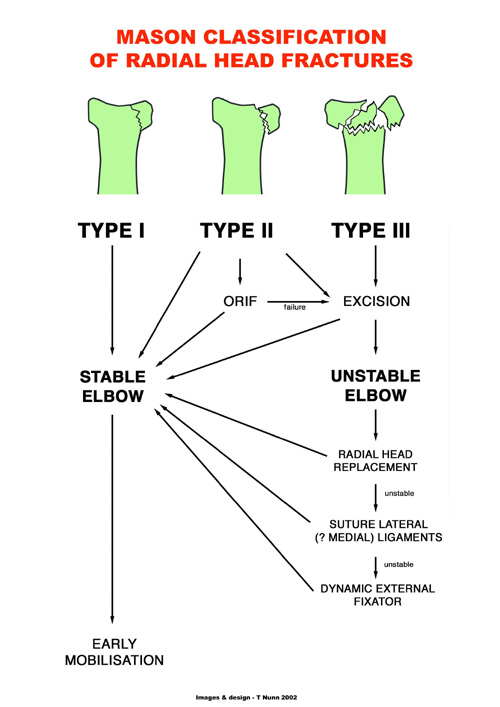 MASON CLASSIFICATION
OF RADIAL HEAD FRACTURES
TYPE I
TYPE II
TYPE III
ORIF
failure
EXCISION
STABLE
ELBOW
UNSTABLE
ELBOW
RADIAL HEAD
REPLACEMENT
unstable
SUTURE LATERAL
(? MEDIAL) LIGAMENTS
unstable
DYNAMIC EXTERNAL
FIXATOR
EARLY
MOBILISATION
Images & design - T Nunn 2002